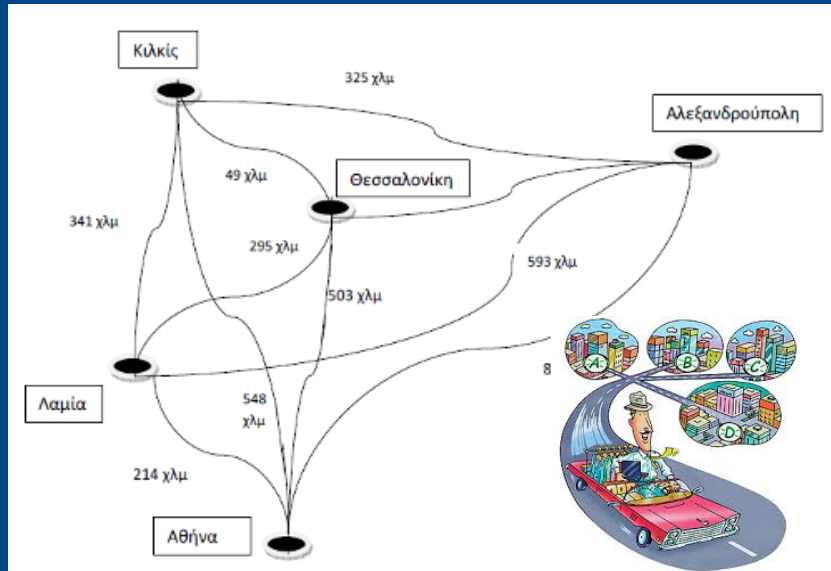 Κιλκίς
325 χλμ
Αλεξανδρούπολη
49 χλμ
Θεσσαλονίκη
341 χλμ
295 χλμ
593 χλμ
503 χλμ
8
A
B
C
D
Λαμία
548
χλμ
214 χλμ
Αθήνα